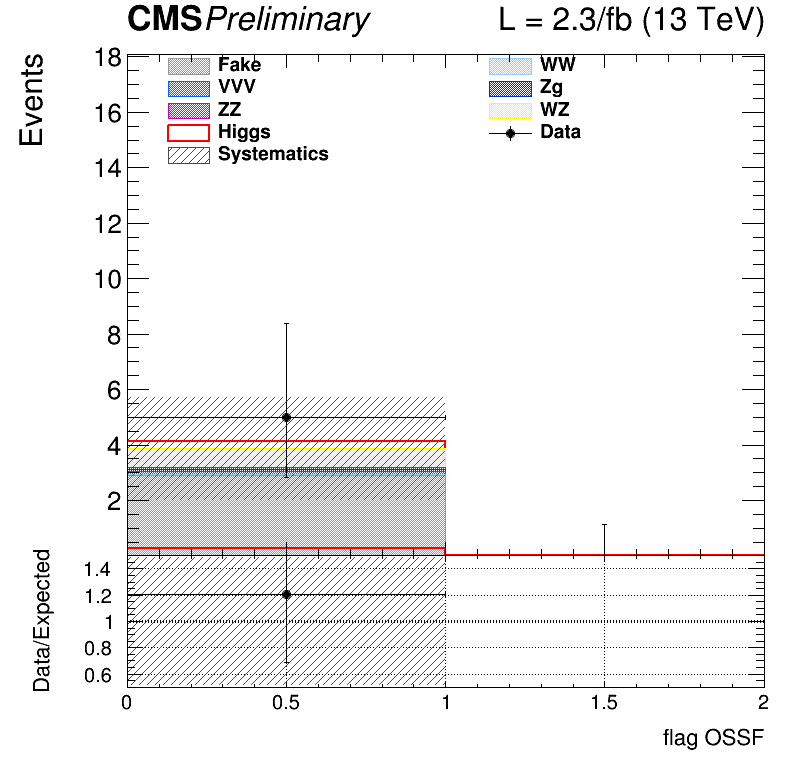 CMS Preliminary L = 2.3/fb (13 TeV)
Events
18
16
14
12
10
8
6
4
2
Fake WW
VVV Zg
ZZ WZ
Higgs Data
Systematics
Data/Expected
1.4
1.2
1
0.8
0.6
0 0.5 1 1.5 2
flag OSSF